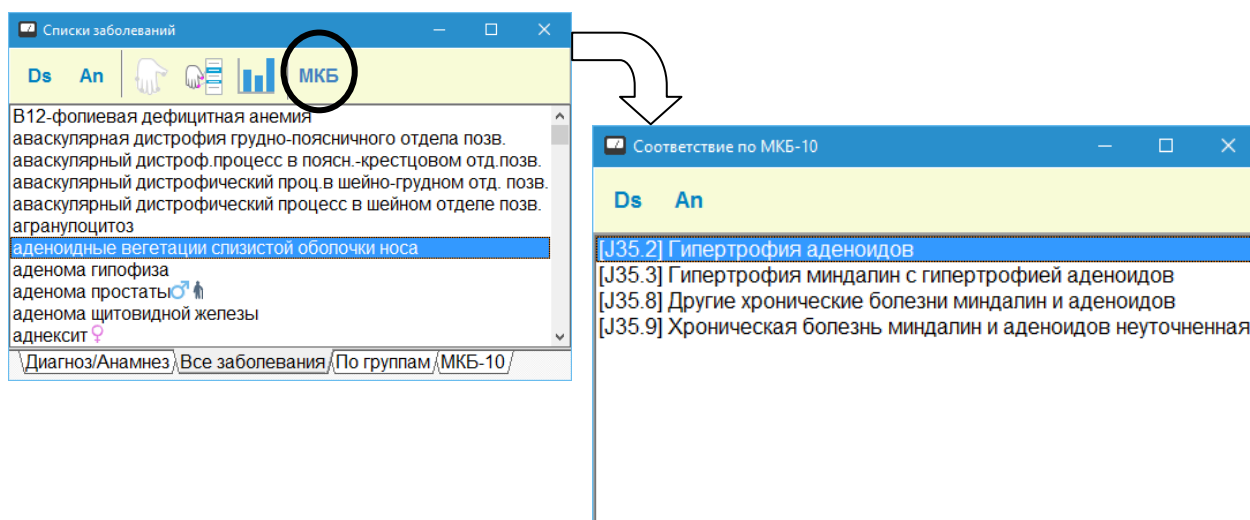 Списки заболеваний
Ds An МКБ
В12-фолиевая дефицитная анемия
аваскулярная дистрофия грудно-поясничного отдела позв.
аваскулярный дистроф.процесс в поясн.-крестцовом отд.позв.
аваскулярный дистрофический проц.в шейно-грудном отд. позв.
аваскулярный дистрофический процесс в шейном отделе позв.
агранулоцитоз
аденоидные вегетации слизистой оболочки носа
аденома гипофиза
аденома простаты♂
аденома щитовидной железы
аднексит♀
Диагноз/Анамнез Все заболевания По группам МКБ-10
Соответствие по МКБ-10
Ds An
[J35.2] Гипертрофия аденоидов
[J35.3] Гипертрофия миндалин с гипертрофией аденоидов
[J35.8] Другие хронические болезни миндалин и аденоидов
[J35.9] Хроническая болезнь миндалин и аденоидов неуточненная